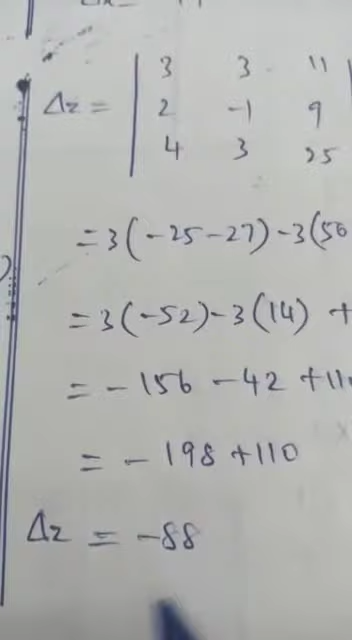 3 3 11
Δz = 2 -1 9
4 3 25
= 3(-25-27)-3(50
= 3(-52)-3(14) +
= -156 -42 +110
= -198 +110
Δz = -88